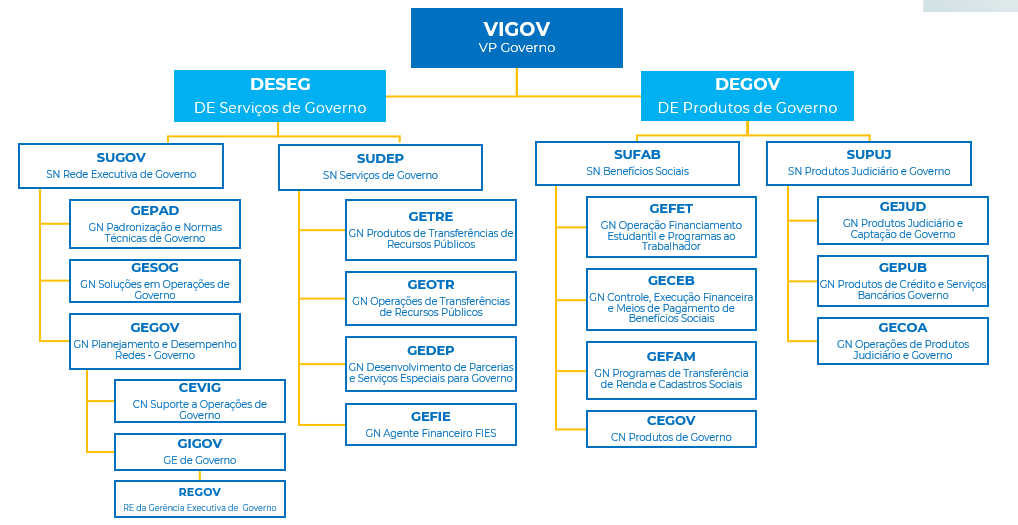 VIGOV
VP Governo
DESEG
DE Serviços de Governo
DEGOV
DE Produtos de Governo
SUGOV
SN Rede Executiva de Governo
GEPAD
GN Padronização e Normas
Técnicas de Governo
GESOG
GN Soluções em Operações de
Governo
GEGOV
GN Planejamento e Desempenho
Redes - Governo
CEVIG
CN Suporte a Operações de
Governo
GIGOV
GE de Governo
REGOV
RE da Gerência Executiva de Governo
SUDEP
SN Serviços de Governo
GETRE
GN Produtos de Transferências de
Recursos Públicos
GEOTR
GN Operações de Transferências
de Recursos Públicos
GEDEP
GN Desenvolvimento de Parcerias
e Serviços Especiais para Governo
GEFIE
GN Agente Financeiro FIES
SUFAB
SN Benefícios Sociais
GEFET
GN Operação Financiamento
Estudantil e Programas ao
Trabalhador
GECEB
GN Controle, Execução Financeira
e Meios de Pagamento de
Benefícios Sociais
GEFAM
GN Programas de Transferência
de Renda e Cadastros Sociais
CEGOV
CN Produtos de Governo
SUPUJ
SN Produtos Judiciário e Governo
GEJUD
GN Produtos Judiciário e
Captação de Governo
GEPUB
GN Produtos de Crédito e Serviços
Bancários Governo
GECOA
GN Operações de Produtos
Judiciário e Governo